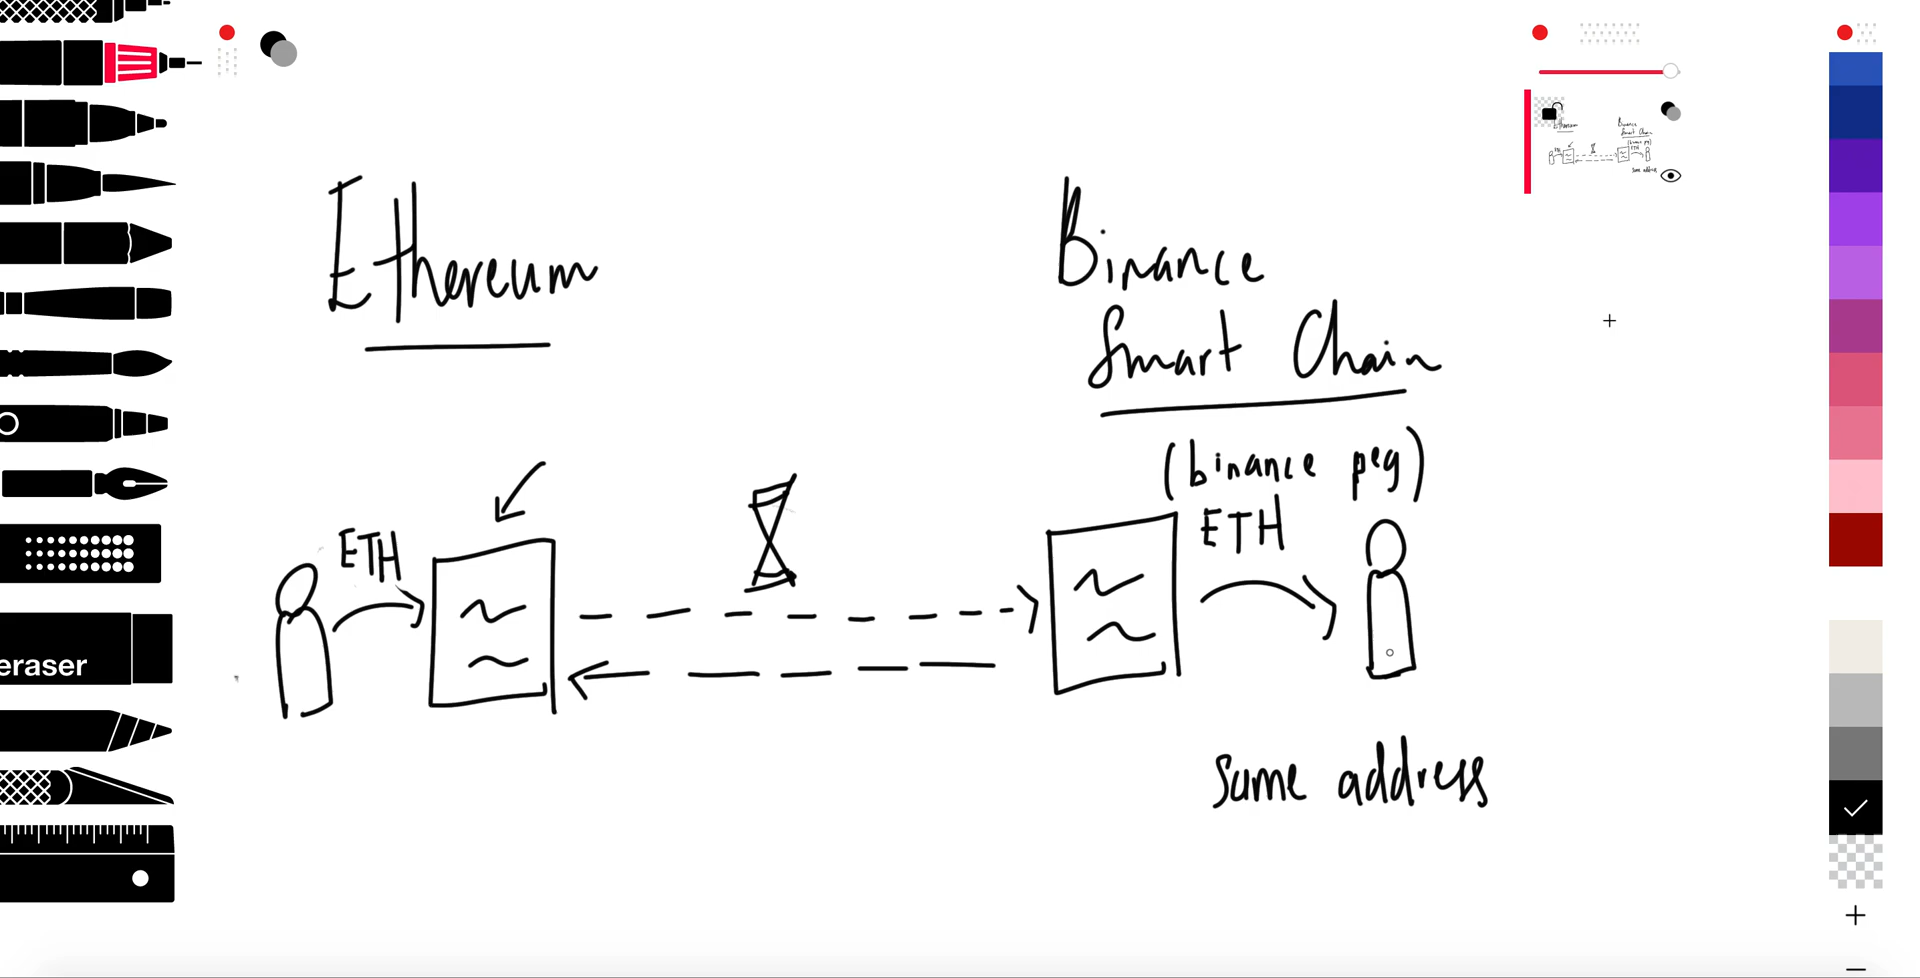 Ethereum
Binance
Smart Chain
(binance peg)
ETH
ETH
same address
eraser